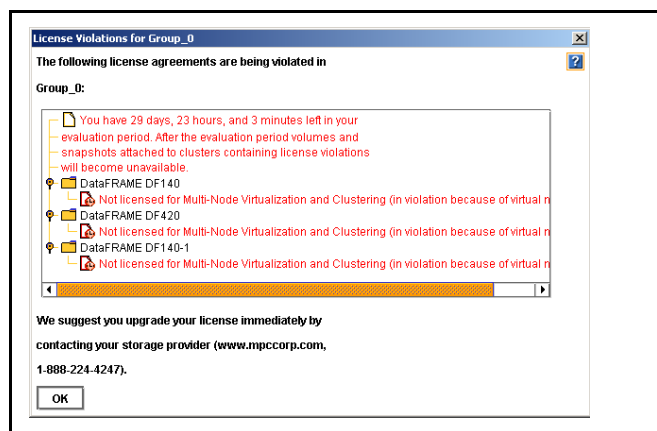 License Violations for Group_0
The following license agreements are being violated in
Group_0:
You have 29 days, 23 hours, and 3 minutes left in your
evaluation period. After the evaluation period volumes and
snapshots attached to clusters containing license violations
will become unavailable.
DataFRAME DF140
Not licensed for Multi-Node Virtualization and Clustering (in violation because of virtual n
DataFRAME DF420
Not licensed for Multi-Node Virtualization and Clustering (in violation because of virtual n
DataFRAME DF140-1
Not licensed for Multi-Node Virtualization and Clustering (in violation because of virtual n
We suggest you upgrade your license immediately by
contacting your storage provider (www.mpccorp.com,
1-888-224-4247).
OK